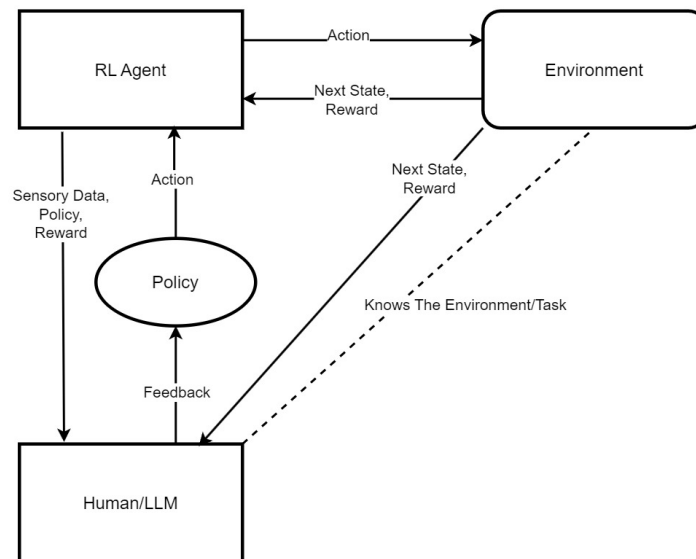 RL Agent
Action
Environment
Next State,
Reward
Action
Next State,
Reward
Sensory Data,
Policy,
Reward
Policy
Knows The Environment/Task
Feedback
Human/LLM